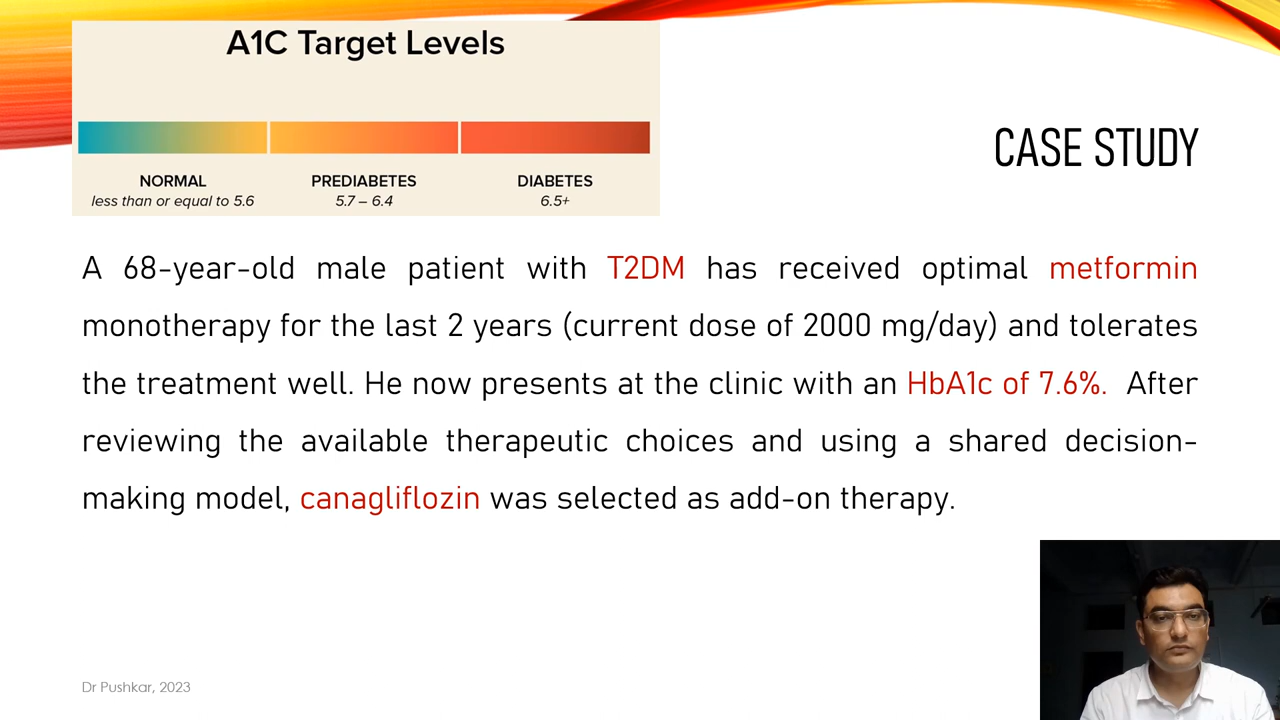 A1C Target Levels
NORMAL
less than or equal to 5.6
PREDIABETES
5.7 – 6.4
DIABETES
6.5+
CASE STUDY
A 68-year-old male patient with T2DM has received optimal metformin
monotherapy for the last 2 years (current dose of 2000 mg/day) and tolerates
the treatment well. He now presents at the clinic with an HbA1c of 7.6%. After
reviewing the available therapeutic choices and using a shared decision-
making model, canagliflozin was selected as add-on therapy.
Dr Pushkar, 2023